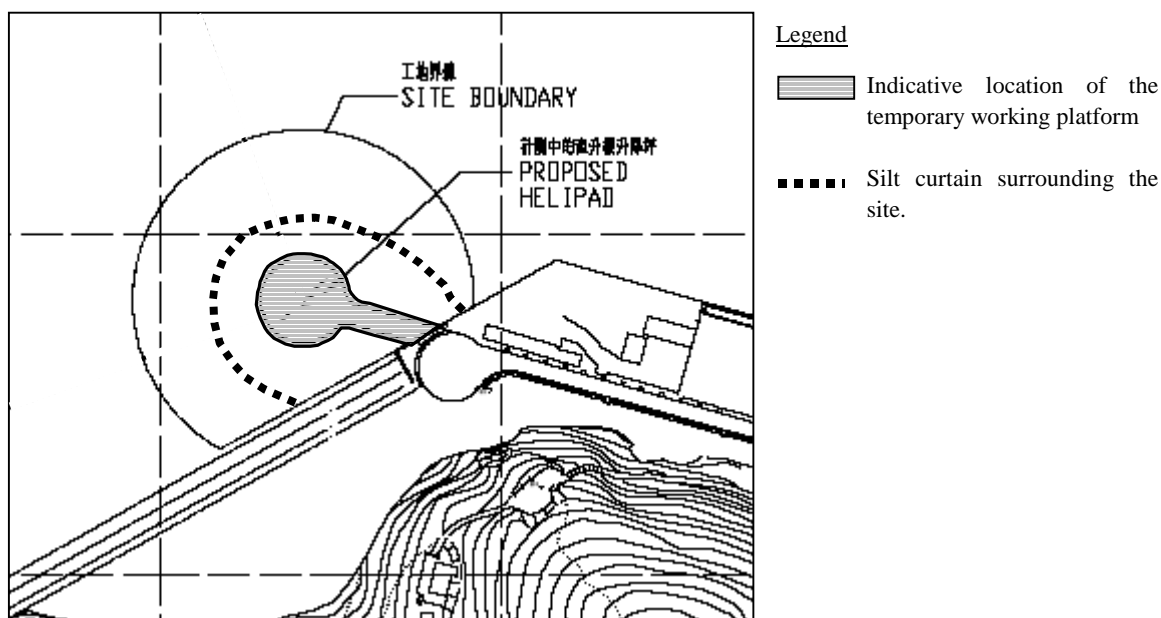 工地界線
SITE BOUNDARY
計劃中的直升機升降坪
PROPOSED
HELIPAD
Legend
Indicative location of the
temporary working platform
Silt curtain surrounding the
site.